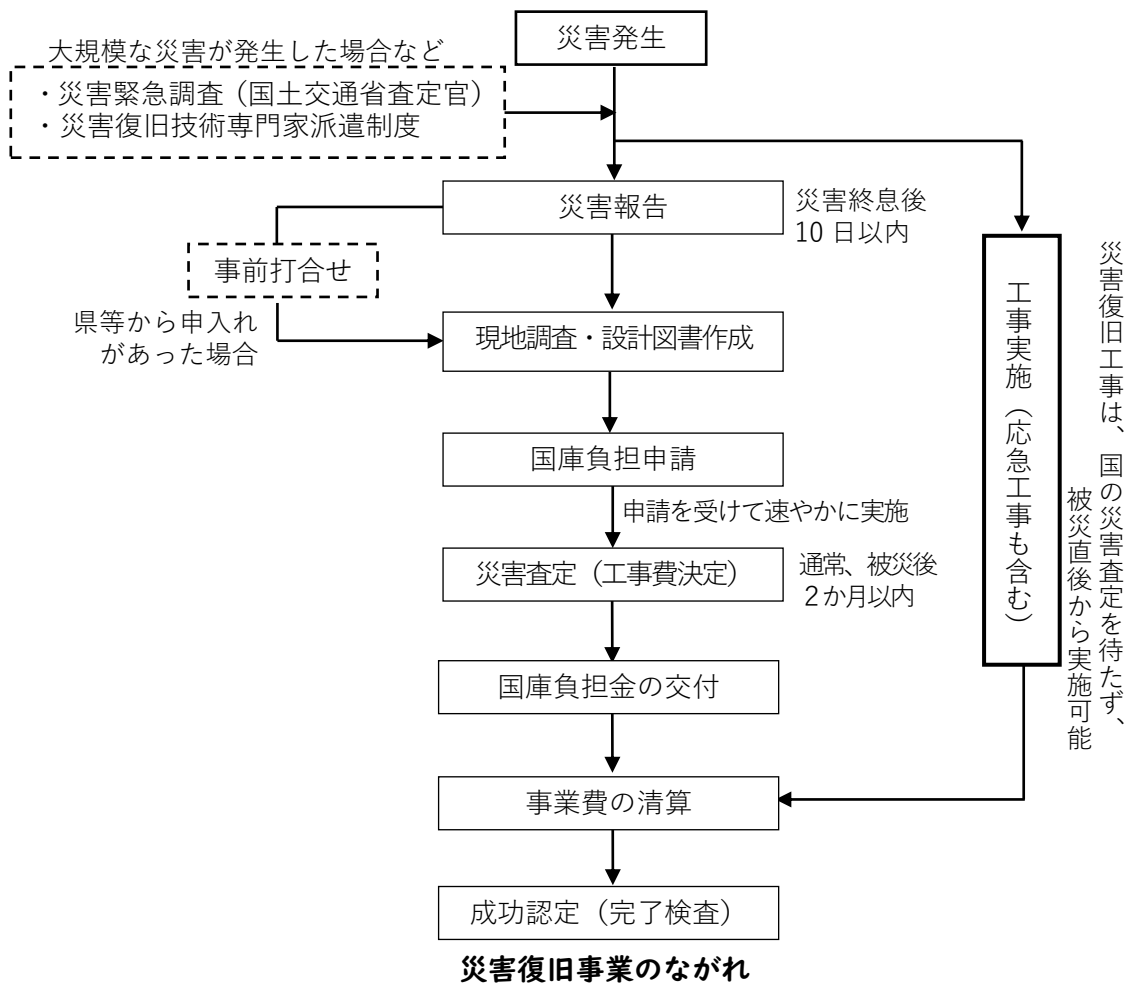 災害発生
大規模な災害が発生した場合など
・災害緊急調査（国土交通省査定官）
・災害復旧技術専門家派遣制度
災害報告
災害終息後
10 日以内
事前打合せ
県等から申入れ
があった場合
現地調査・設計図書作成
国庫負担申請
申請を受けて速やかに実施
災害査定（工事費決定）
通常、被災後
２か月以内
国庫負担金の交付
工事実施（応急工事も含む）
災害復旧工事は、国の災害査定を待たず、
被災直後から実施可能
事業費の清算
成功認定（完了検査）
災害復旧事業のながれ